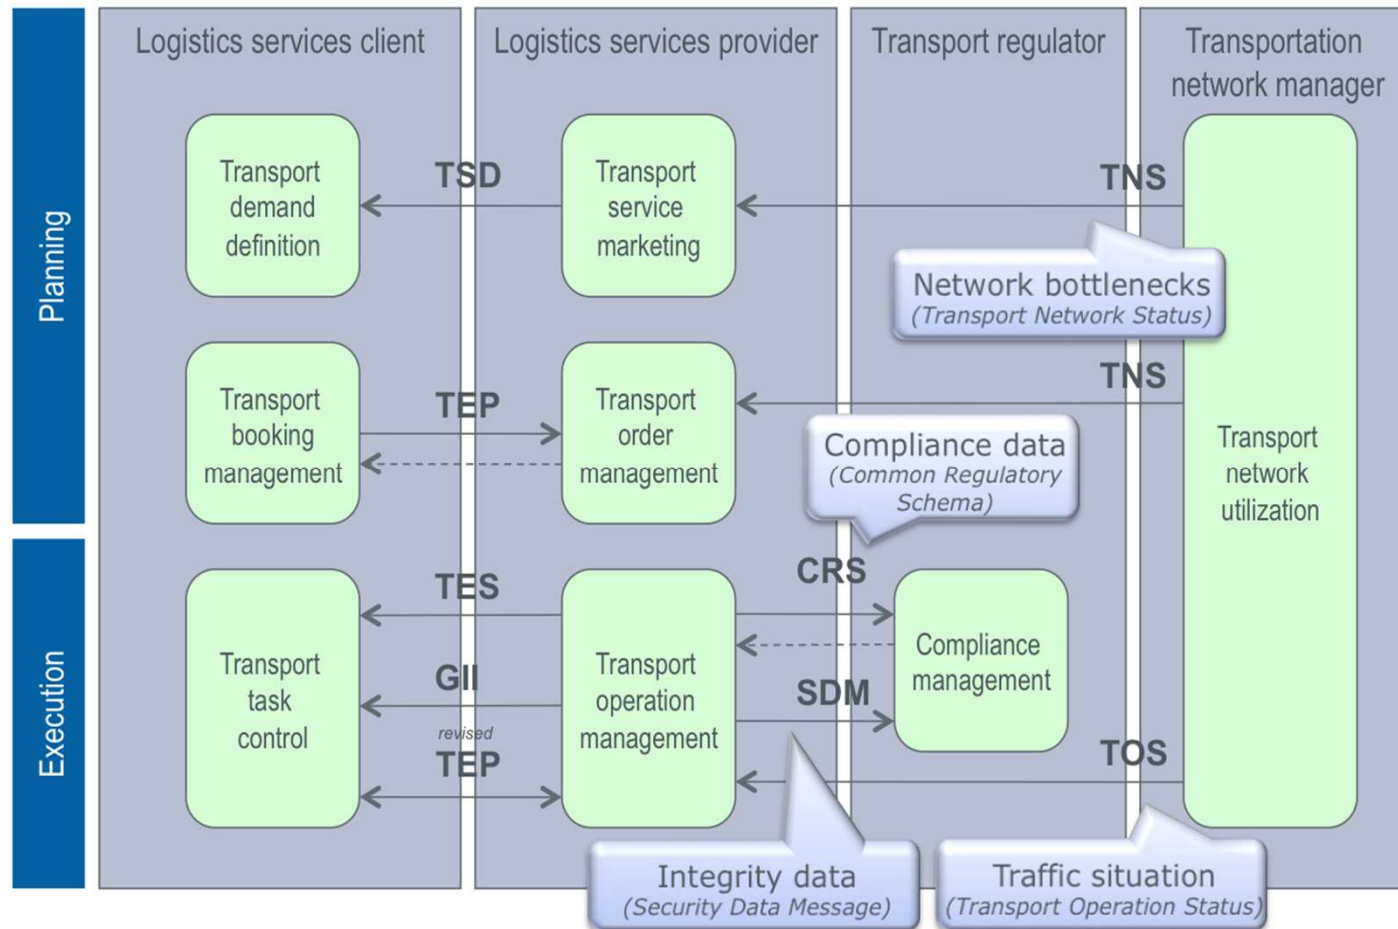 Logistics services client
Logistics services provider
Transport regulator
Transportation
network manager
Planning
Transport
demand
definition
TSD
Transport
service
marketing
TNS
Network bottlenecks
(Transport Network Status)
Transport
booking
management
TEP
Transport
order
management
TNS
Compliance data
(Common Regulatory
Schema)
Transport
network
utilization
Execution
Transport
task
control
TES
GII
revised
TEP
Transport
operation
management
CRS
SDM
Compliance
management
TOS
Integrity data
(Security Data Message)
Traffic situation
(Transport Operation Status)